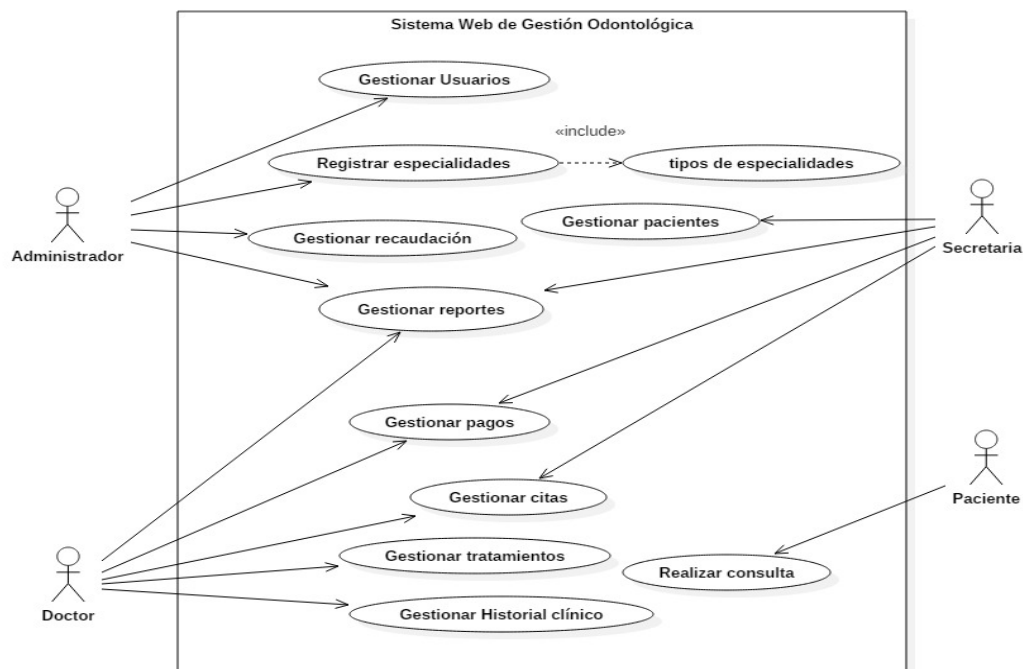 Sistema Web de Gestión Odontológica
Gestionar Usuarios
«include»
Registrar especialidades
tipos de especialidades
Gestionar pacientes
Gestionar recaudación
Administrador
Secretaria
Gestionar reportes
Gestionar pagos
Gestionar citas
Paciente
Gestionar tratamientos
Realizar consulta
Gestionar Historial clínico
Doctor